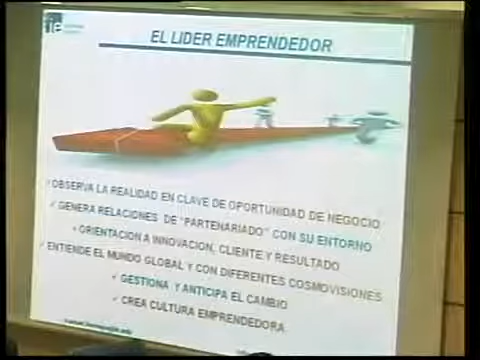 ie
EL LIDER EMPRENDEDOR
✓ OBSERVA LA REALIDAD EN CLAVE DE OPORTUNIDAD DE NEGOCIO
✓ GENERA RELACIONES DE "PARTENARIADO" CON SU ENTORNO
• ORIENTACION A INNOVACION, CLIENTE Y RESULTADO
✓ ENTIENDE EL MUNDO GLOBAL Y CON DIFERENTES COSMOVISIONES
✓ GESTIONA Y ANTICIPA EL CAMBIO
✓ CREA CULTURA EMPRENDEDORA